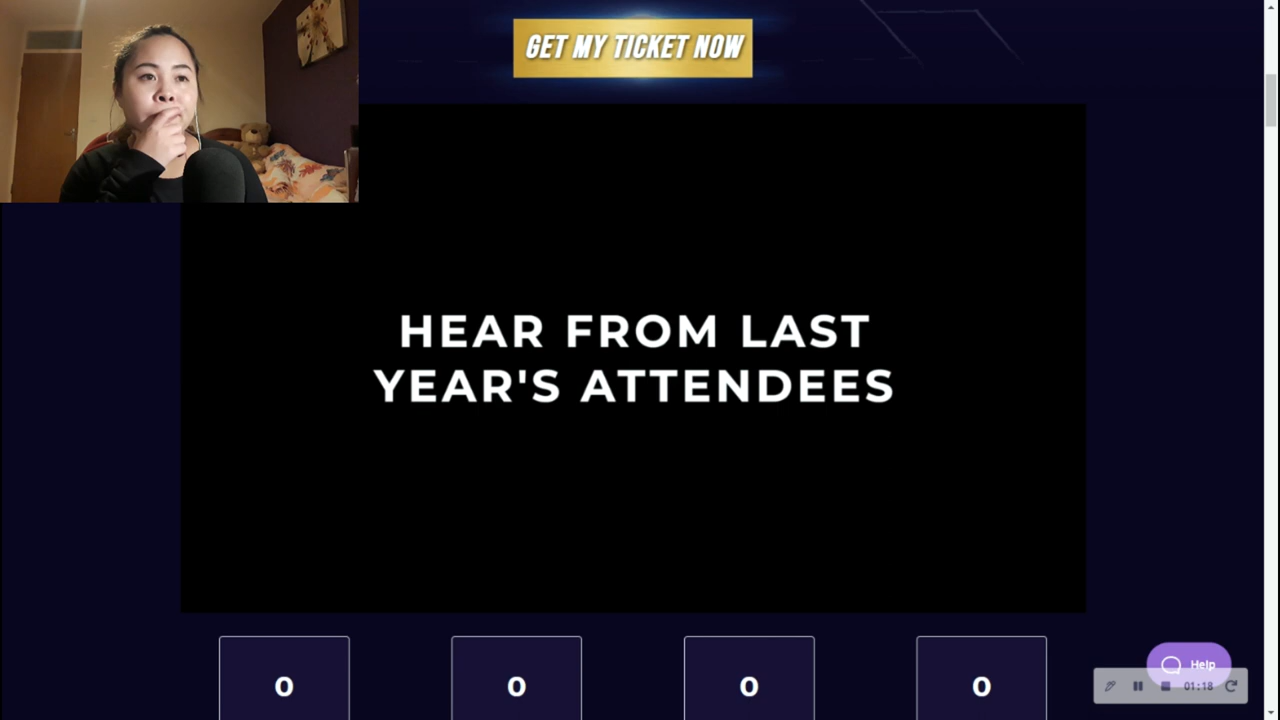 GET MY TICKET NOW
HEAR FROM LAST
YEAR'S ATTENDEES
0 0 0 0
Help
01:18